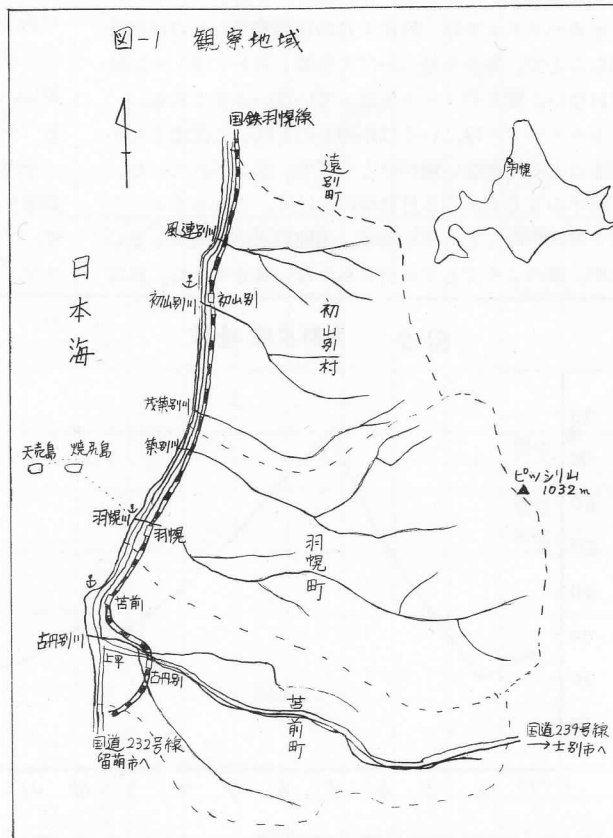 図-1 観察地域
国鉄羽幌線
遠別町
羽幌
風連別川
日本海
初山別川
初山別
初山別村
茂築別川
築別川
天売島
焼尻島
ピッシリ山
1032m
羽幌川
羽幌
羽幌町
苫前
古丹別川
上平
古丹別
苫前町
国道232号線
留萌市へ
国道239号線
→士別市へ